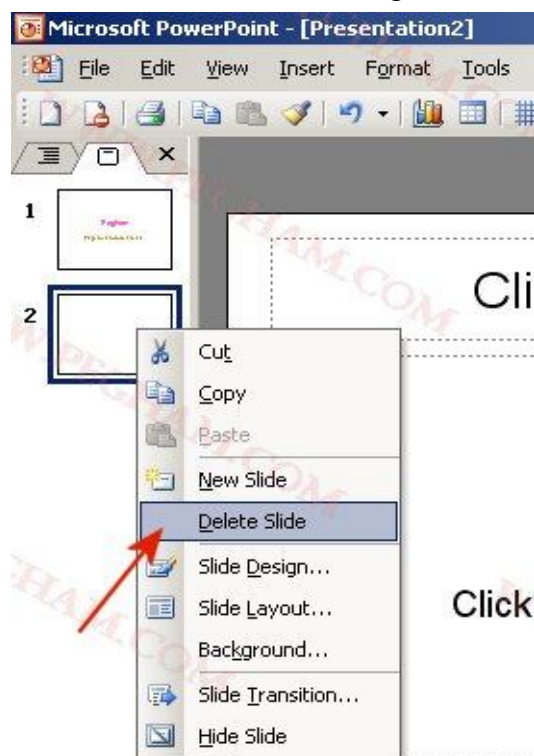 Microsoft PowerPoint - [Presentation2]
File Edit View Insert Format Tools
1
2
Cli
Cut
Copy
Paste
New Slide
Delete Slide
Slide Design...
Slide Layout...
Click
Background...
Slide Transition...
Hide Slide